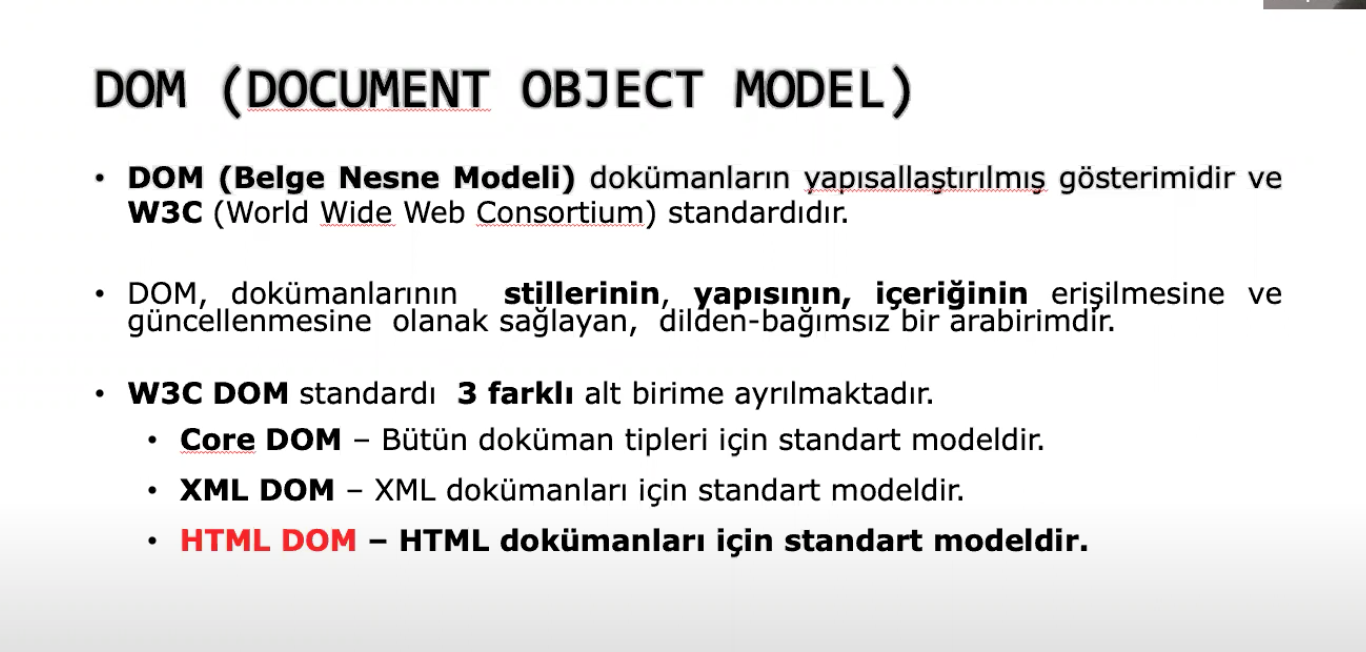 DOM (DOCUMENT OBJECT MODEL)
• DOM (Belge Nesne Modeli) dokümanların yapısallaştırılmış gösterimidir ve
W3C (World Wide Web Consortium) standardıdır.
• DOM, dokümanlarının stillerinin, yapısının, içeriğinin erişilmesine ve
güncellenmesine olanak sağlayan, dilden-bağımsız bir arabirimdir.
• W3C DOM standardı 3 farklı alt birime ayrılmaktadır.
• Core DOM – Bütün doküman tipleri için standart modeldir.
• XML DOM – XML dokümanları için standart modeldir.
• HTML DOM – HTML dokümanları için standart modeldir.